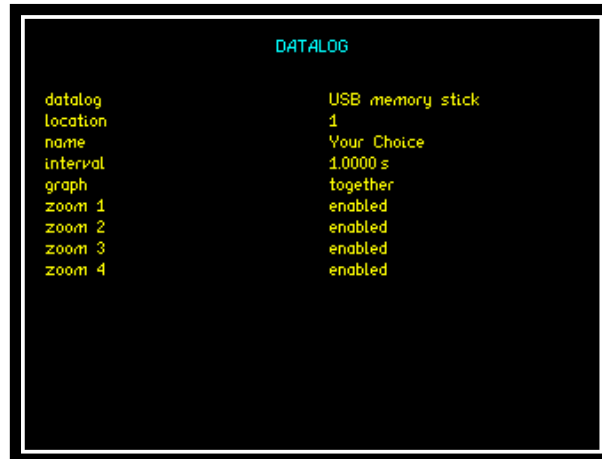 DATALOG
datalog USB memory stick
location 1
name Your Choice
interval 1.0000 s
graph together
zoom 1 enabled
zoom 2 enabled
zoom 3 enabled
zoom 4 enabled